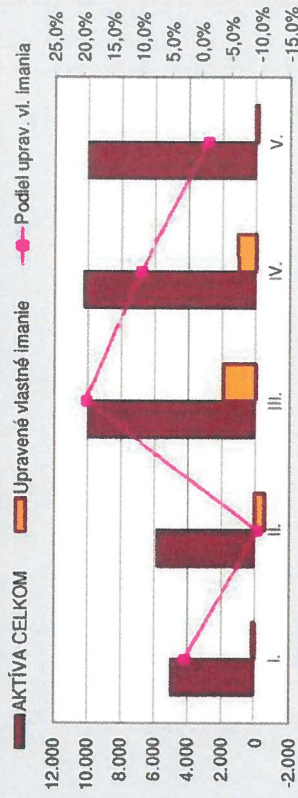 AKTÍVA CELKOM
Upravené vlastné imanie
Podiel uprav. vl. imania
12.000
10.000
8.000
6.000
4.000
2.000
0
-2.000
25,0%
20,0%
15,0%
10,0%
5,0%
0,0%
-5,0%
-10,0%
-15,0%
I.
II.
III.
IV.
V.